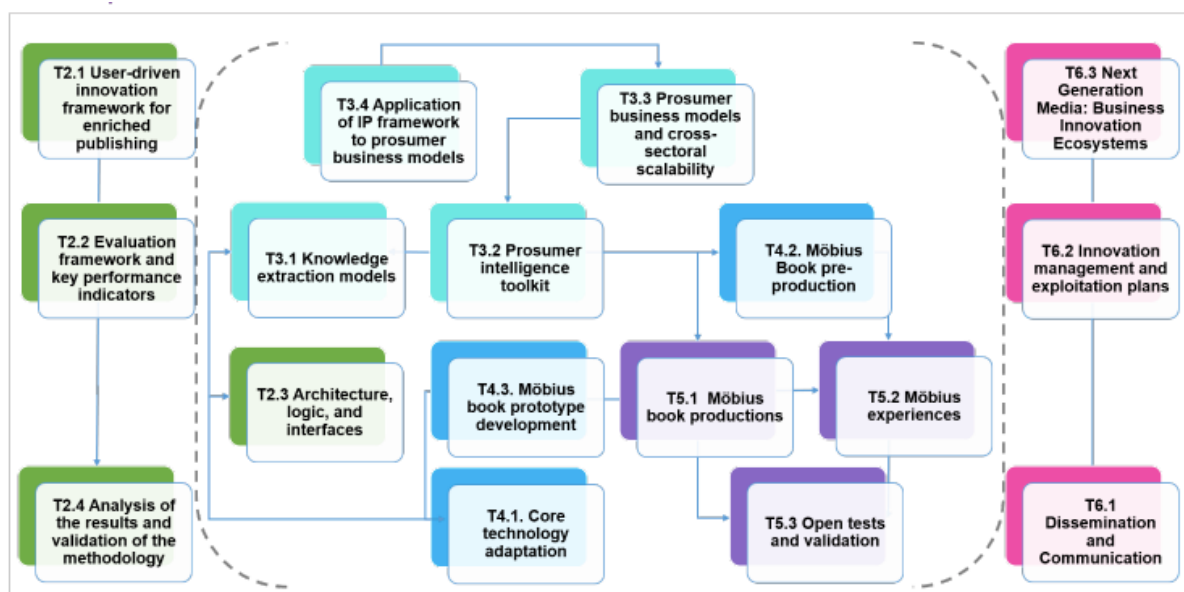 T2.1 User-driven
innovation
framework for
enriched
publishing
T3.4 Application
of IP framework
to prosumer
business models
T3.3 Prosumer
business models
and cross-
sectoral
scalability
T6.3 Next
Generation
Media: Business
Innovation
Ecosystems
T2.2 Evaluation
framework and
key performance
indicators
T3.1 Knowledge
extraction models
T3.2 Prosumer
intelligence
toolkit
T4.2. Möbius
Book pre-
production
T6.2 Innovation
management and
exploitation plans
T2.3 Architecture,
logic, and
interfaces
T4.3. Möbius
book prototype
development
T5.1 Möbius
book productions
T5.2 Möbius
experiences
T2.4 Analysis of
the results and
validation of the
methodology
T4.1. Core
technology
adaptation
T5.3 Open tests
and validation
T6.1
Dissemination
and
Communication